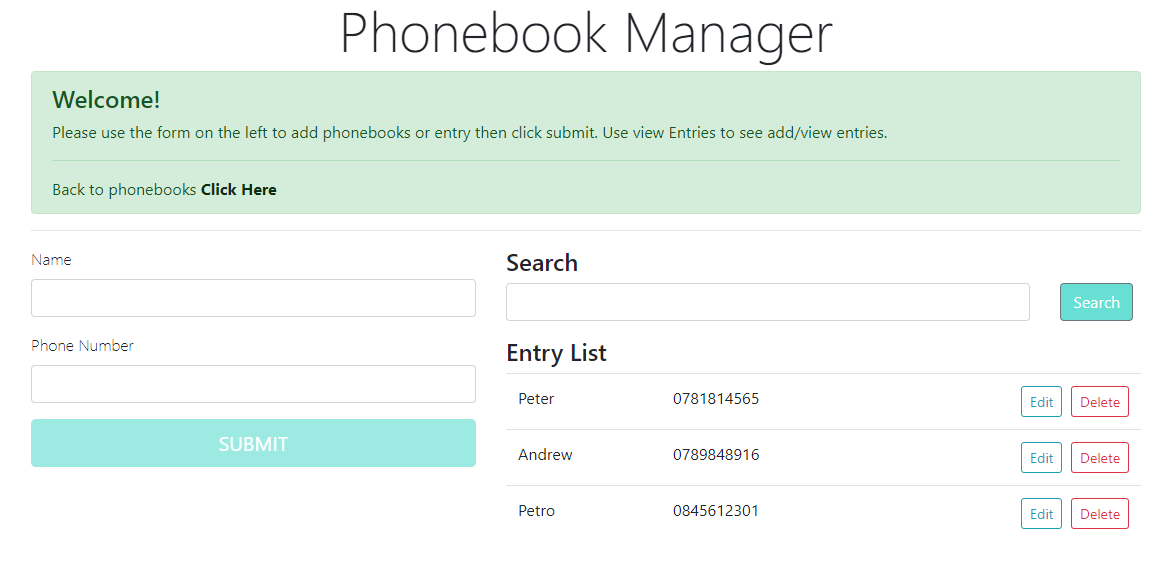 Phonebook Manager
Welcome!
Please use the form on the left to add phonebooks or entry then click submit. Use view Entries to see add/view entries.
Back to phonebooks Click Here
Name
Phone Number
SUBMIT
Search
Search
Entry List
Peter 0781814565 Edit Delete
Andrew 0789848916 Edit Delete
Petro 0845612301 Edit Delete